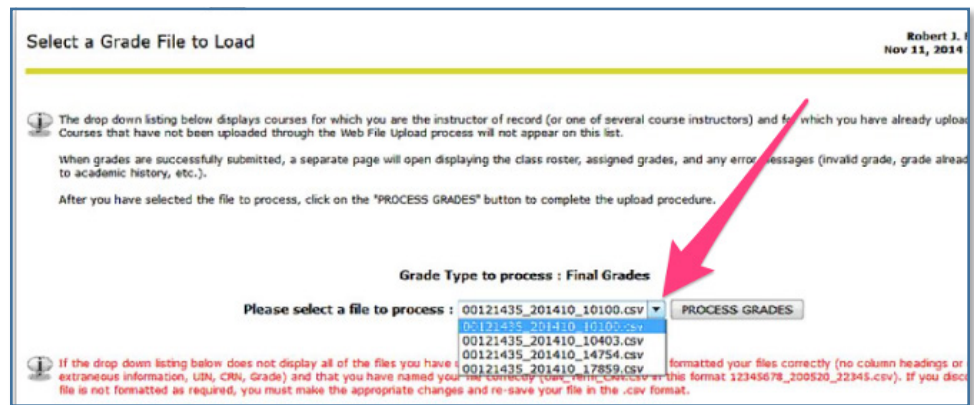 Select a Grade File to Load
Robert J.
Nov 11, 2014
The drop down listing below displays courses for which you are the instructor of record (or one of several course instructors) and for which you have already
Courses that have not been uploaded through the Web File Upload process will not appear on this list.
When grades are successfully submitted, a separate page will open displaying the class roster, assigned grades, and any error messages (invalid grade, grade
to academic history, etc.).
After you have selected the file to process, click on the "PROCESS GRADES" button to complete the upload procedure.
Grade Type to process : Final Grades
Please select a file to process : 00121435_201410_10100.csv PROCESS GRADES
00121435_201410_10100.csv
00121435_201410_10403.csv
00121435_201410_14754.csv
00121435_201410_17859.csv
If the drop down listing below does not display all of the files you have formatted your files correctly (no column headings or
extraneous information, UIN, CRN, Grade) and that you have named your file this format 12345678_200520_22345.csv). If you
file is not formatted as required, you must make the appropriate changes and re-save your file in the .csv format.